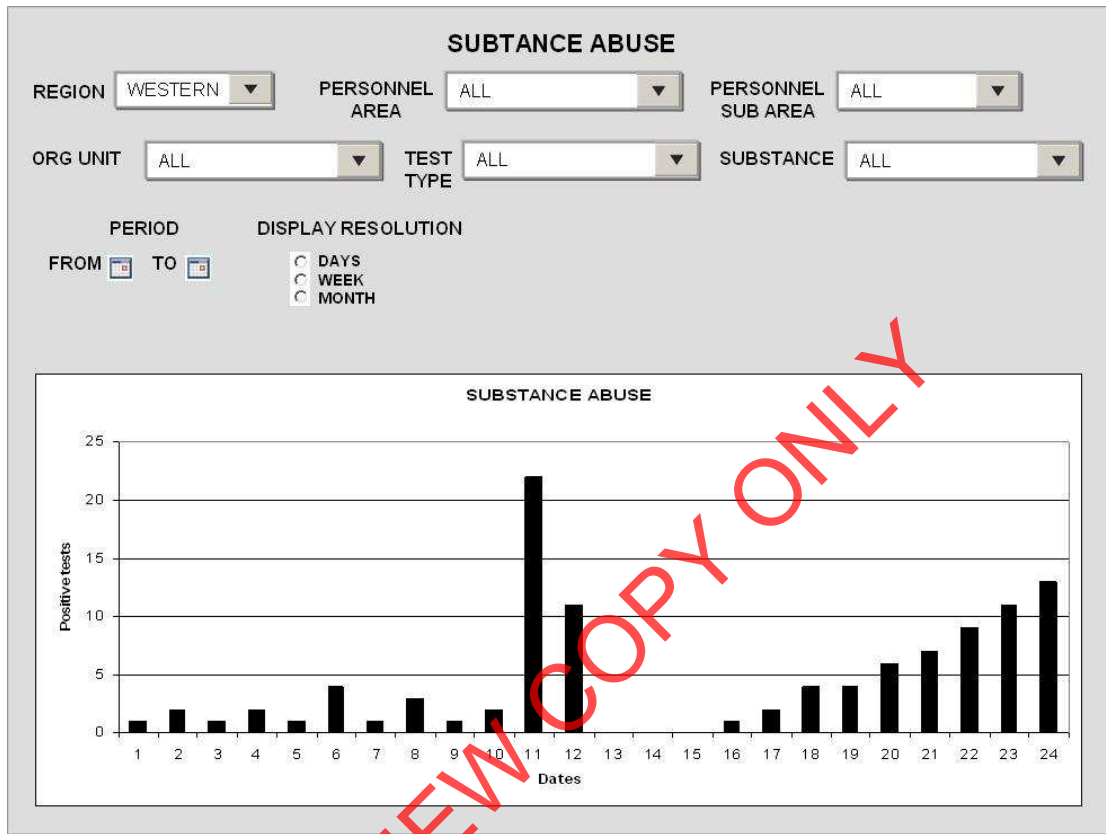 SUBTANCE ABUSE
REGION WESTERN PERSONNEL AREA ALL PERSONNEL SUB AREA ALL
ORG UNIT ALL TEST TYPE ALL SUBSTANCE ALL
PERIOD DISPLAY RESOLUTION
FROM TO DAYS
WEEK
MONTH
SUBSTANCE ABUSE
25
20
15
10
5
0
Positive tests
1 2 3 4 5 6 7 8 9 10 11 12 13 14 15 16 17 18 19 20 21 22 23 24
Dates
EW COPY ONLY